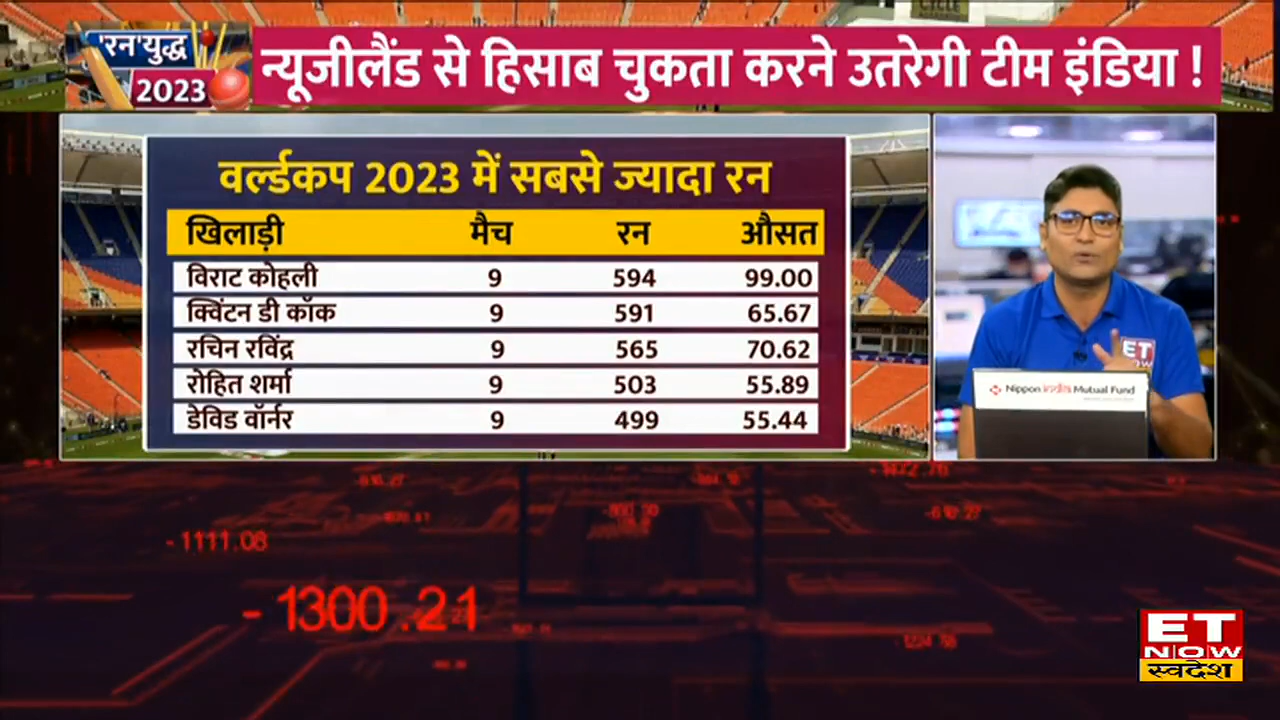 'रन'युद्ध
2023
न्यूजीलैंड से हिसाब चुकता करने उतरेगी टीम इंडिया !
वर्ल्डकप 2023 में सबसे ज्यादा रन
खिलाड़ी मैच रन औसत
विराट कोहली 9 594 99.00
क्विंटन डी कॉक 9 591 65.67
रचिन रविंद्र 9 565 70.62
रोहित शर्मा 9 503 55.89
डेविड वॉर्नर 9 499 55.44
ET
NOW
Nippon india Mutual Fund
- 1111.08
- 1300.21
ET
NOW
स्वदेश